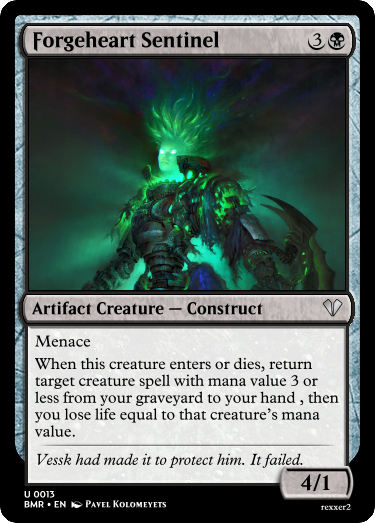 Forgeheart Sentinel 3
Artifact Creature — Construct
Menace
When this creature enters or dies, return
target creature spell with mana value 3 or
less from your graveyard to your hand , then
you lose life equal to that creature's mana
value.
Vessk had made it to protect him. It failed.
4/1
U 0013
BMR • EN Pavel Kolomeyets
rexxer2